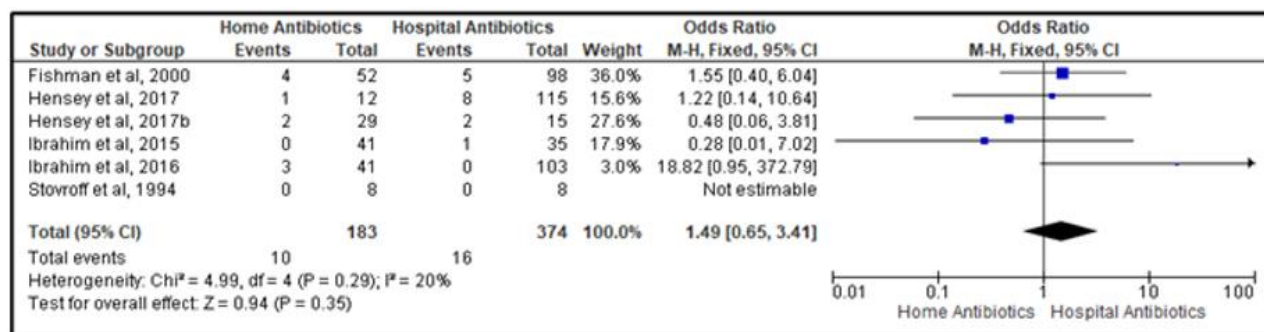 Home Antibiotics Hospital Antibiotics Odds Ratio Odds Ratio
Study or Subgroup Events Total Events Total Weight M-H, Fixed, 95% CI M-H, Fixed, 95% CI
Fishman et al, 2000 4 52 5 98 36.0% 1.55 [0.40, 6.04]
Hensey et al, 2017 1 12 8 115 15.6% 1.22 [0.14, 10.64]
Hensey et al, 2017b 2 29 2 15 27.6% 0.48 [0.06, 3.81]
Ibrahim et al, 2015 0 41 1 35 17.9% 0.28 [0.01, 7.02]
Ibrahim et al, 2016 3 41 0 103 3.0% 18.82 [0.95, 372.79]
Stovroff et al, 1994 0 8 0 8 Not estimable
Total (95% CI) 183 374 100.0% 1.49 [0.65, 3.41]
Total events 10 16
Heterogeneity: Chi² = 4.99, df = 4 (P = 0.29); I² = 20%
Test for overall effect: Z = 0.94 (P = 0.35)
0.01 0.1 1 10 100
Home Antibiotics Hospital Antibiotics